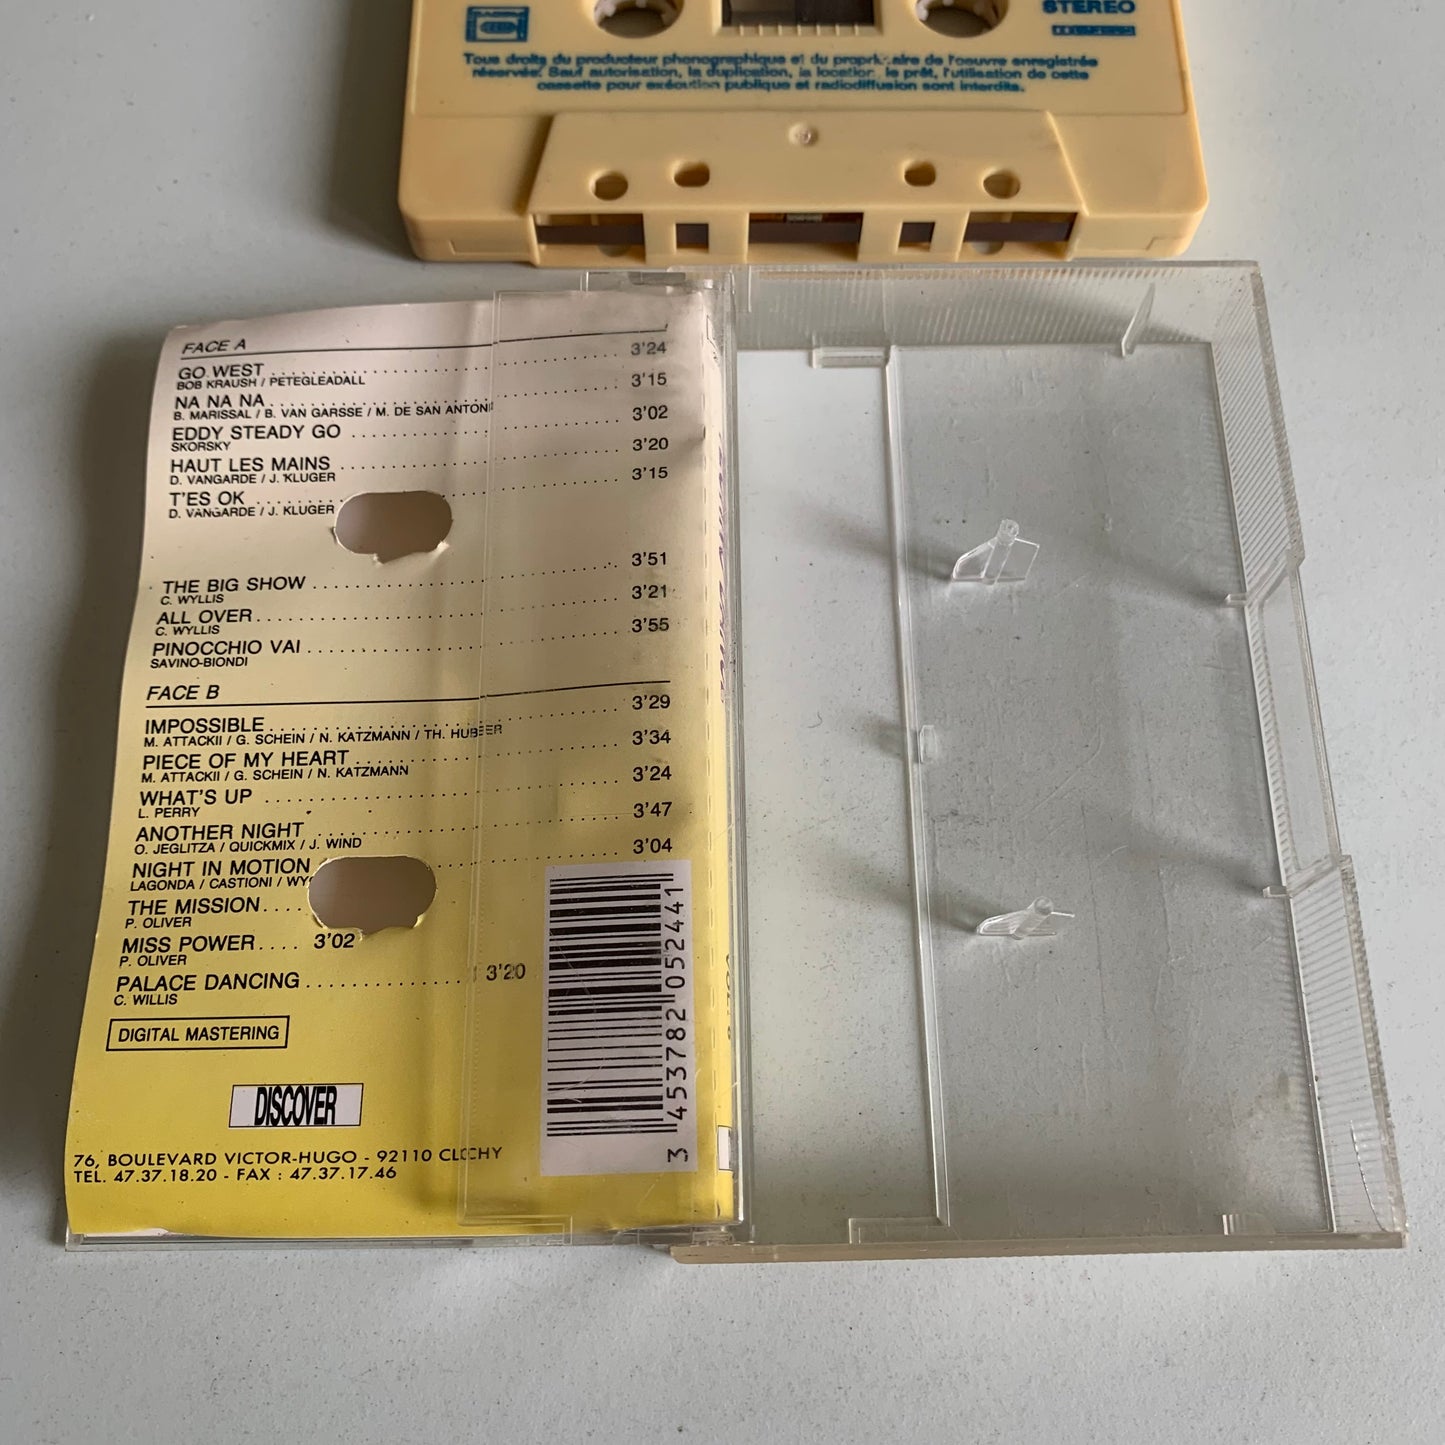 STEREO
Tous droits du producteur phonographique et du propriétaire de l'oeuvre enregistrée
réservés. Sauf autorisation, la duplication, la location, le prêt, l'utilisation de cette
cassette pour exécution publique et radiodiffusion sont interdits.
FACE A
GO WEST 3'24
BOB KRAUSH / PETEGLEADALL
NA NA NA 3'15
B. MARISSAL / B. VAN GARSSE / M. DE SAN ANTONI
EDDY STEADY GO 3'02
SKORSKY
HAUT LES MAINS 3'20
D. VANGARDE / J. KLUGER
T'ES OK 3'15
D. VANGARDE / J. KLUGER
THE BIG SHOW 3'51
C. WYLLIS
ALL OVER 3'21
C. WYLLIS
PINOCCHIO VAI 3'55
SAVINO-BIONDI
FACE B
IMPOSSIBLE 3'29
M. ATTACKII / G. SCHEIN / N. KATZMANN / TH. HUBEER
PIECE OF MY HEART 3'34
M. ATTACKII / G. SCHEIN / N. KATZMANN
WHAT'S UP 3'24
L. PERRY
ANOTHER NIGHT 3'47
O. JEGLITZA / QUICKMIX / J. WIND
NIGHT IN MOTION 3'04
LAGONDA / CASTIONI /
THE MISSION
P. OLIVER
MISS POWER 3'02
P. OLIVER
PALACE DANCING 3'20
C. WILLIS
DIGITAL MASTERING
DISCOVER
76, BOULEVARD VICTOR-HUGO - 92110 CLICHY
TEL. 47.37.18.20 - FAX : 47.37.17.46
3 453782 052441